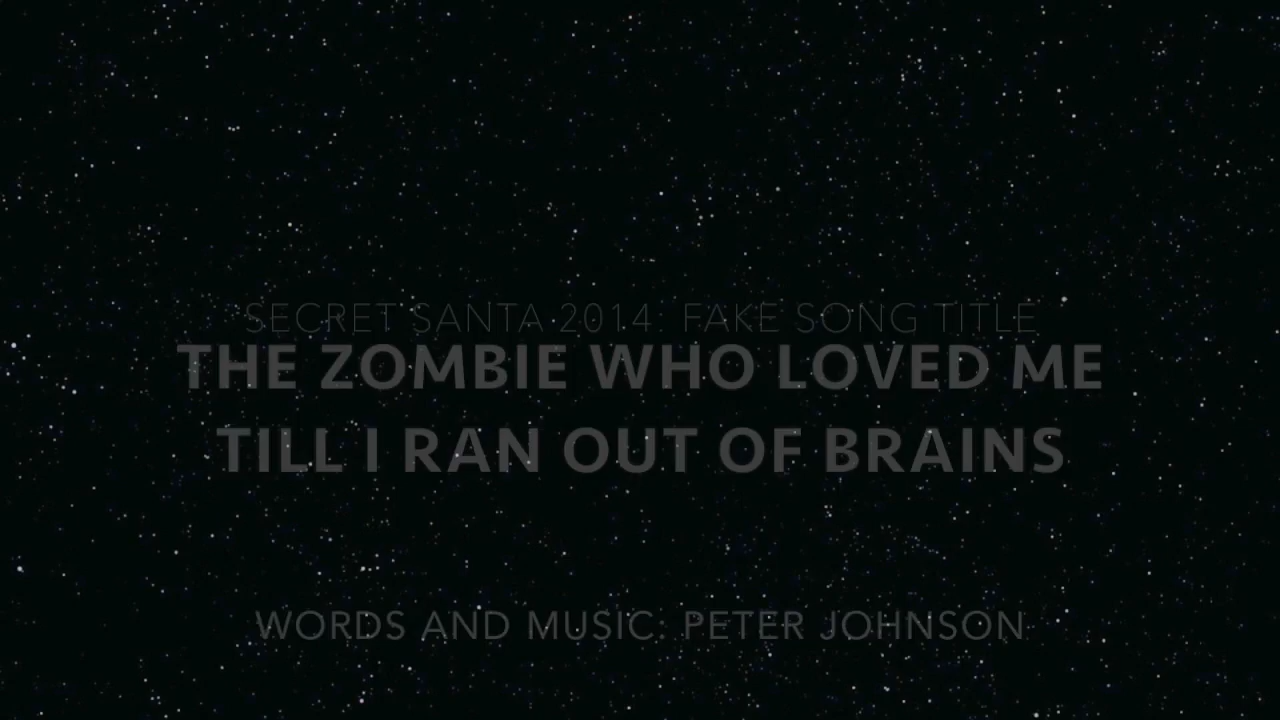 SECRET SANTA 2014: FAKE SONG TITLE
THE ZOMBIE WHO LOVED ME
TILL I RAN OUT OF BRAINS
WORDS AND MUSIC: PETER JOHNSON